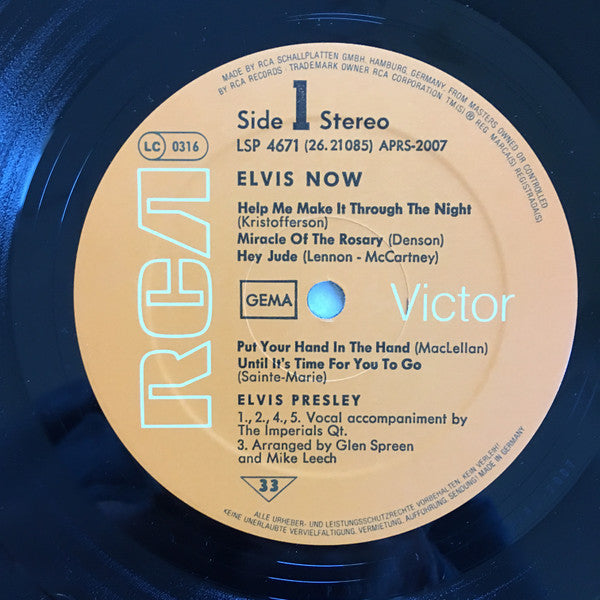 MADE BY RCA SCHALLPLATTEN GMBH, HAMBURG, GERMANY, FROM MASTERS OWNED OR CONTROLLED
BY RCA RECORDS · TRADEMARK OWNER RCA CORPORATION · TM(S) ® REG · MARCA(S) REGISTRADA(S)
Side 1 Stereo
LC 0316
LSP 4671 (26.21085) APRS-2007
ELVIS NOW
Help Me Make It Through The Night
(Kristofferson)
Miracle Of The Rosary (Denson)
Hey Jude (Lennon - McCartney)
RCA
GEMA
Victor
Put Your Hand In The Hand (MacLellan)
Until It's Time For You To Go
(Sainte-Marie)
ELVIS PRESLEY
1., 2., 4., 5. Vocal accompaniment by
The Imperials Qt.
3. Arranged by Glen Spreen
and Mike Leech
33
ALLE URHEBER- UND LEISTUNGSSCHUTZRECHTE VORBEHALTEN. KEIN VERLEIH!
KEINE UNERLAUBTE VERVIELFÄLTIGUNG, VERMIETUNG, AUFFÜHRUNG, SENDUNG! MADE IN GERMANY